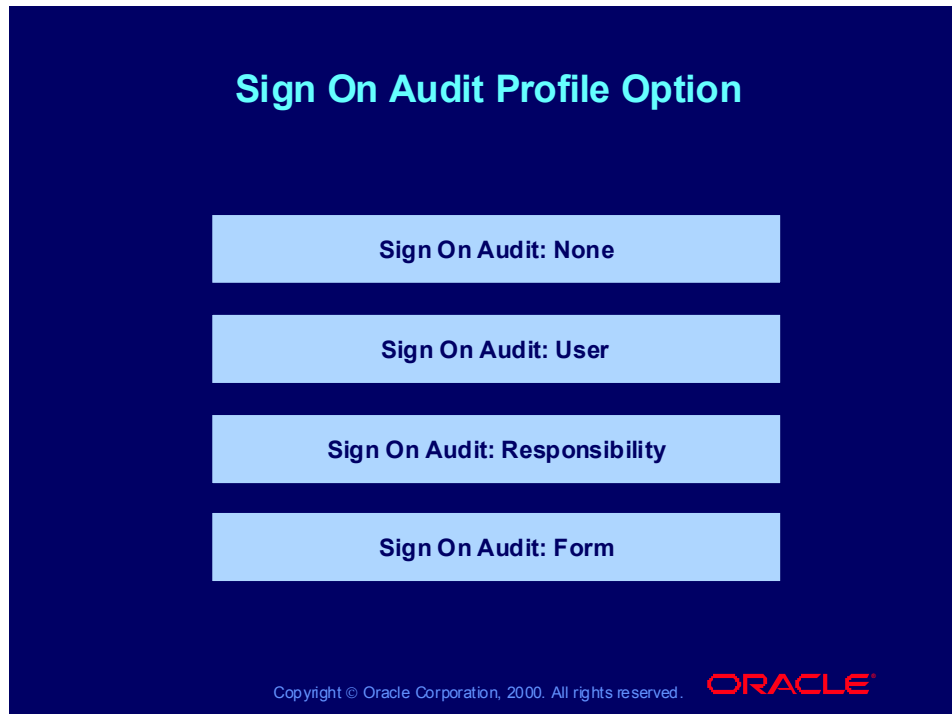 Sign On Audit Profile Option
Sign On Audit: None
Sign On Audit: User
Sign On Audit: Responsibility
Sign On Audit: Form
Copyright © Oracle Corporation, 2000. All rights reserved.
ORACLE®